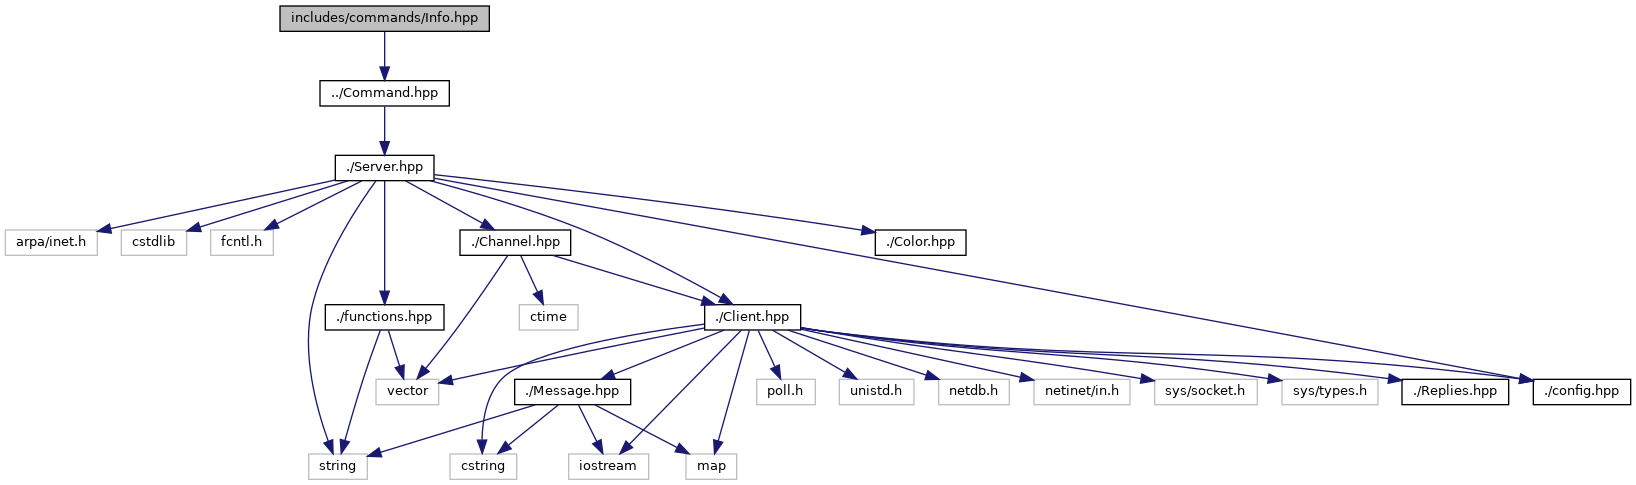 includes/commands/Info.hpp
../Command.hpp
./Server.hpp
arpa/inet.h
cstdlib
fcntl.h
./Channel.hpp
./Color.hpp
./functions.hpp
ctime
./Client.hpp
vector
./Message.hpp
poll.h
unistd.h
netdb.h
netinet/in.h
sys/socket.h
sys/types.h
./Replies.hpp
./config.hpp
string
cstring
iostream
map